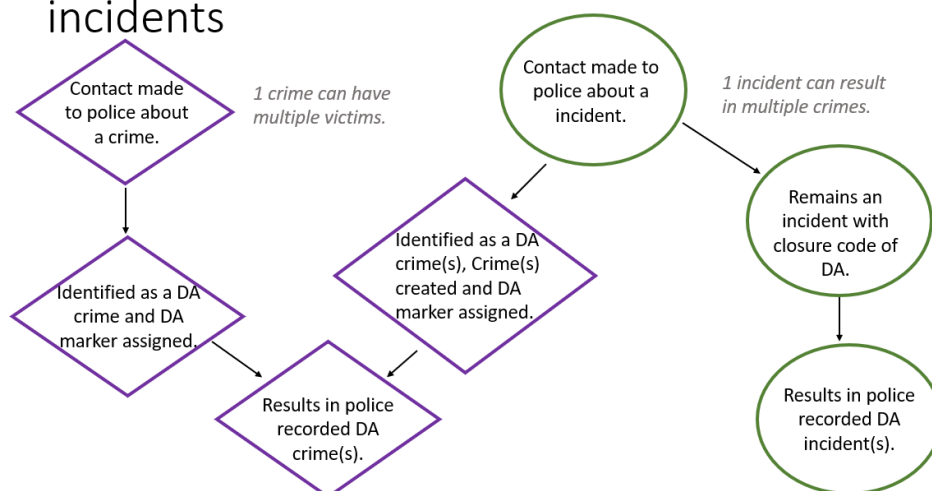 incidents
Contact made
to police about
a crime.
1 crime can have
multiple victims.
Contact made to
police about a
incident.
1 incident can result
in multiple crimes.
Identified as a DA
crime and DA
marker assigned.
Identified as a DA
crime(s), Crime(s)
created and DA
marker assigned.
Remains an
incident with
closure code of
DA.
Results in police
recorded DA
crime(s).
Results in police
recorded DA
incident(s).